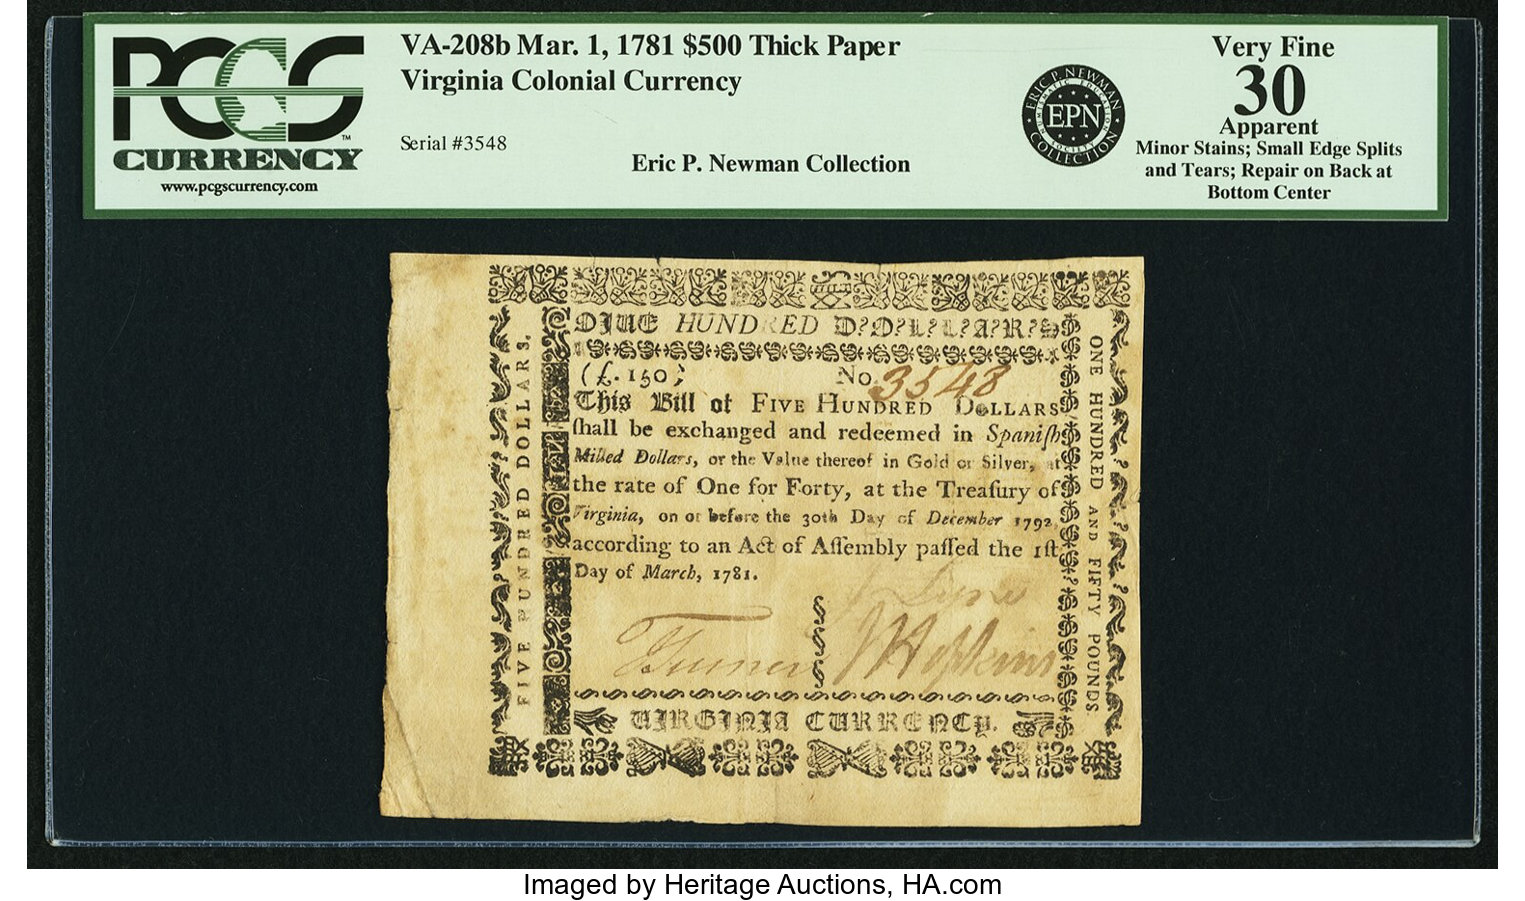 PCGS
CURRENCY
™
www.pcgscurrency.com
VA-208b Mar. 1, 1781 $500 Thick Paper
Virginia Colonial Currency
Serial #3548
Eric P. Newman Collection
ERIC P. NEWMAN
NUMISMATIC EDUCATION
EPN
SOCIETY
COLLECTION
Very Fine
30
Apparent
Minor Stains; Small Edge Splits
and Tears; Repair on Back at
Bottom Center
FIVE HUNDRED D?O?L?L?A?R?S
(£.150)
No. 3548
This Bill of FIVE HUNDRED DOLLARS
ſhall be exchanged and redeemed in Spaniſh
Milled Dollars, or the Value thereof in Gold or Silver, at
the rate of One for Forty, at the Treaſury of
Virginia, on or before the 30th Day of December 1792,
according to an Act of Aſſembly paſſed the 1ſt
Day of March, 1781.
J Lyne
Turner
J Hopkins
VIRGINIA CURRENCY.
FIVE HUNDRED DOLLARS.
ONE HUNDRED AND FIFTY POUNDS.
Imaged by Heritage Auctions, HA.com